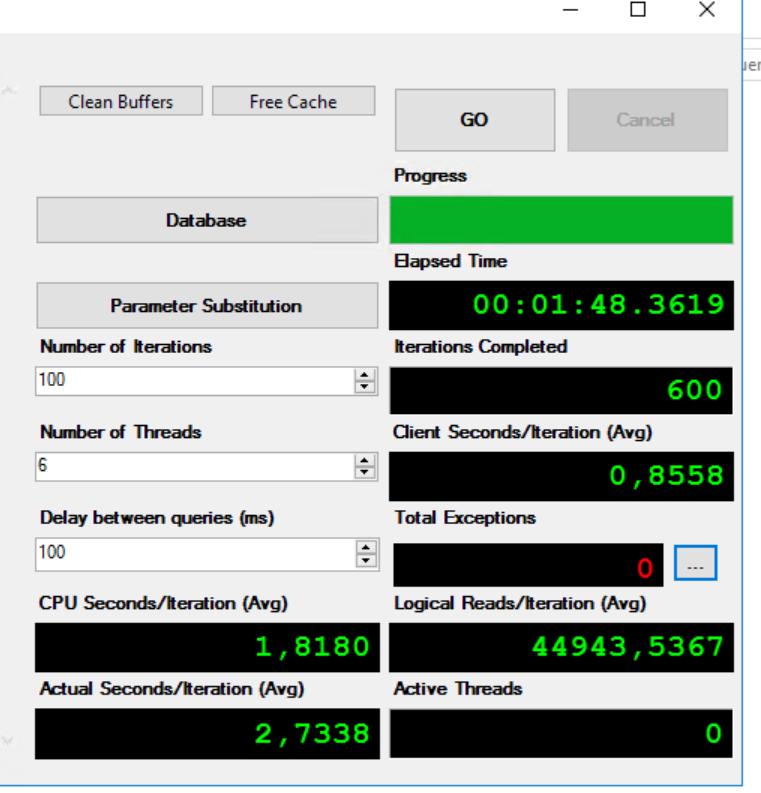 Clean Buffers
Free Cache
GO
Cancel
Progress
Database
Elapsed Time
00:01:48.3619
Parameter Substitution
Number of Iterations
100
Iterations Completed
600
Number of Threads
6
Client Seconds/Iteration (Avg)
0,8558
Delay between queries (ms)
100
Total Exceptions
0
...
CPU Seconds/Iteration (Avg)
1,8180
Logical Reads/Iteration (Avg)
44943,5367
Actual Seconds/Iteration (Avg)
2,7338
Active Threads
0